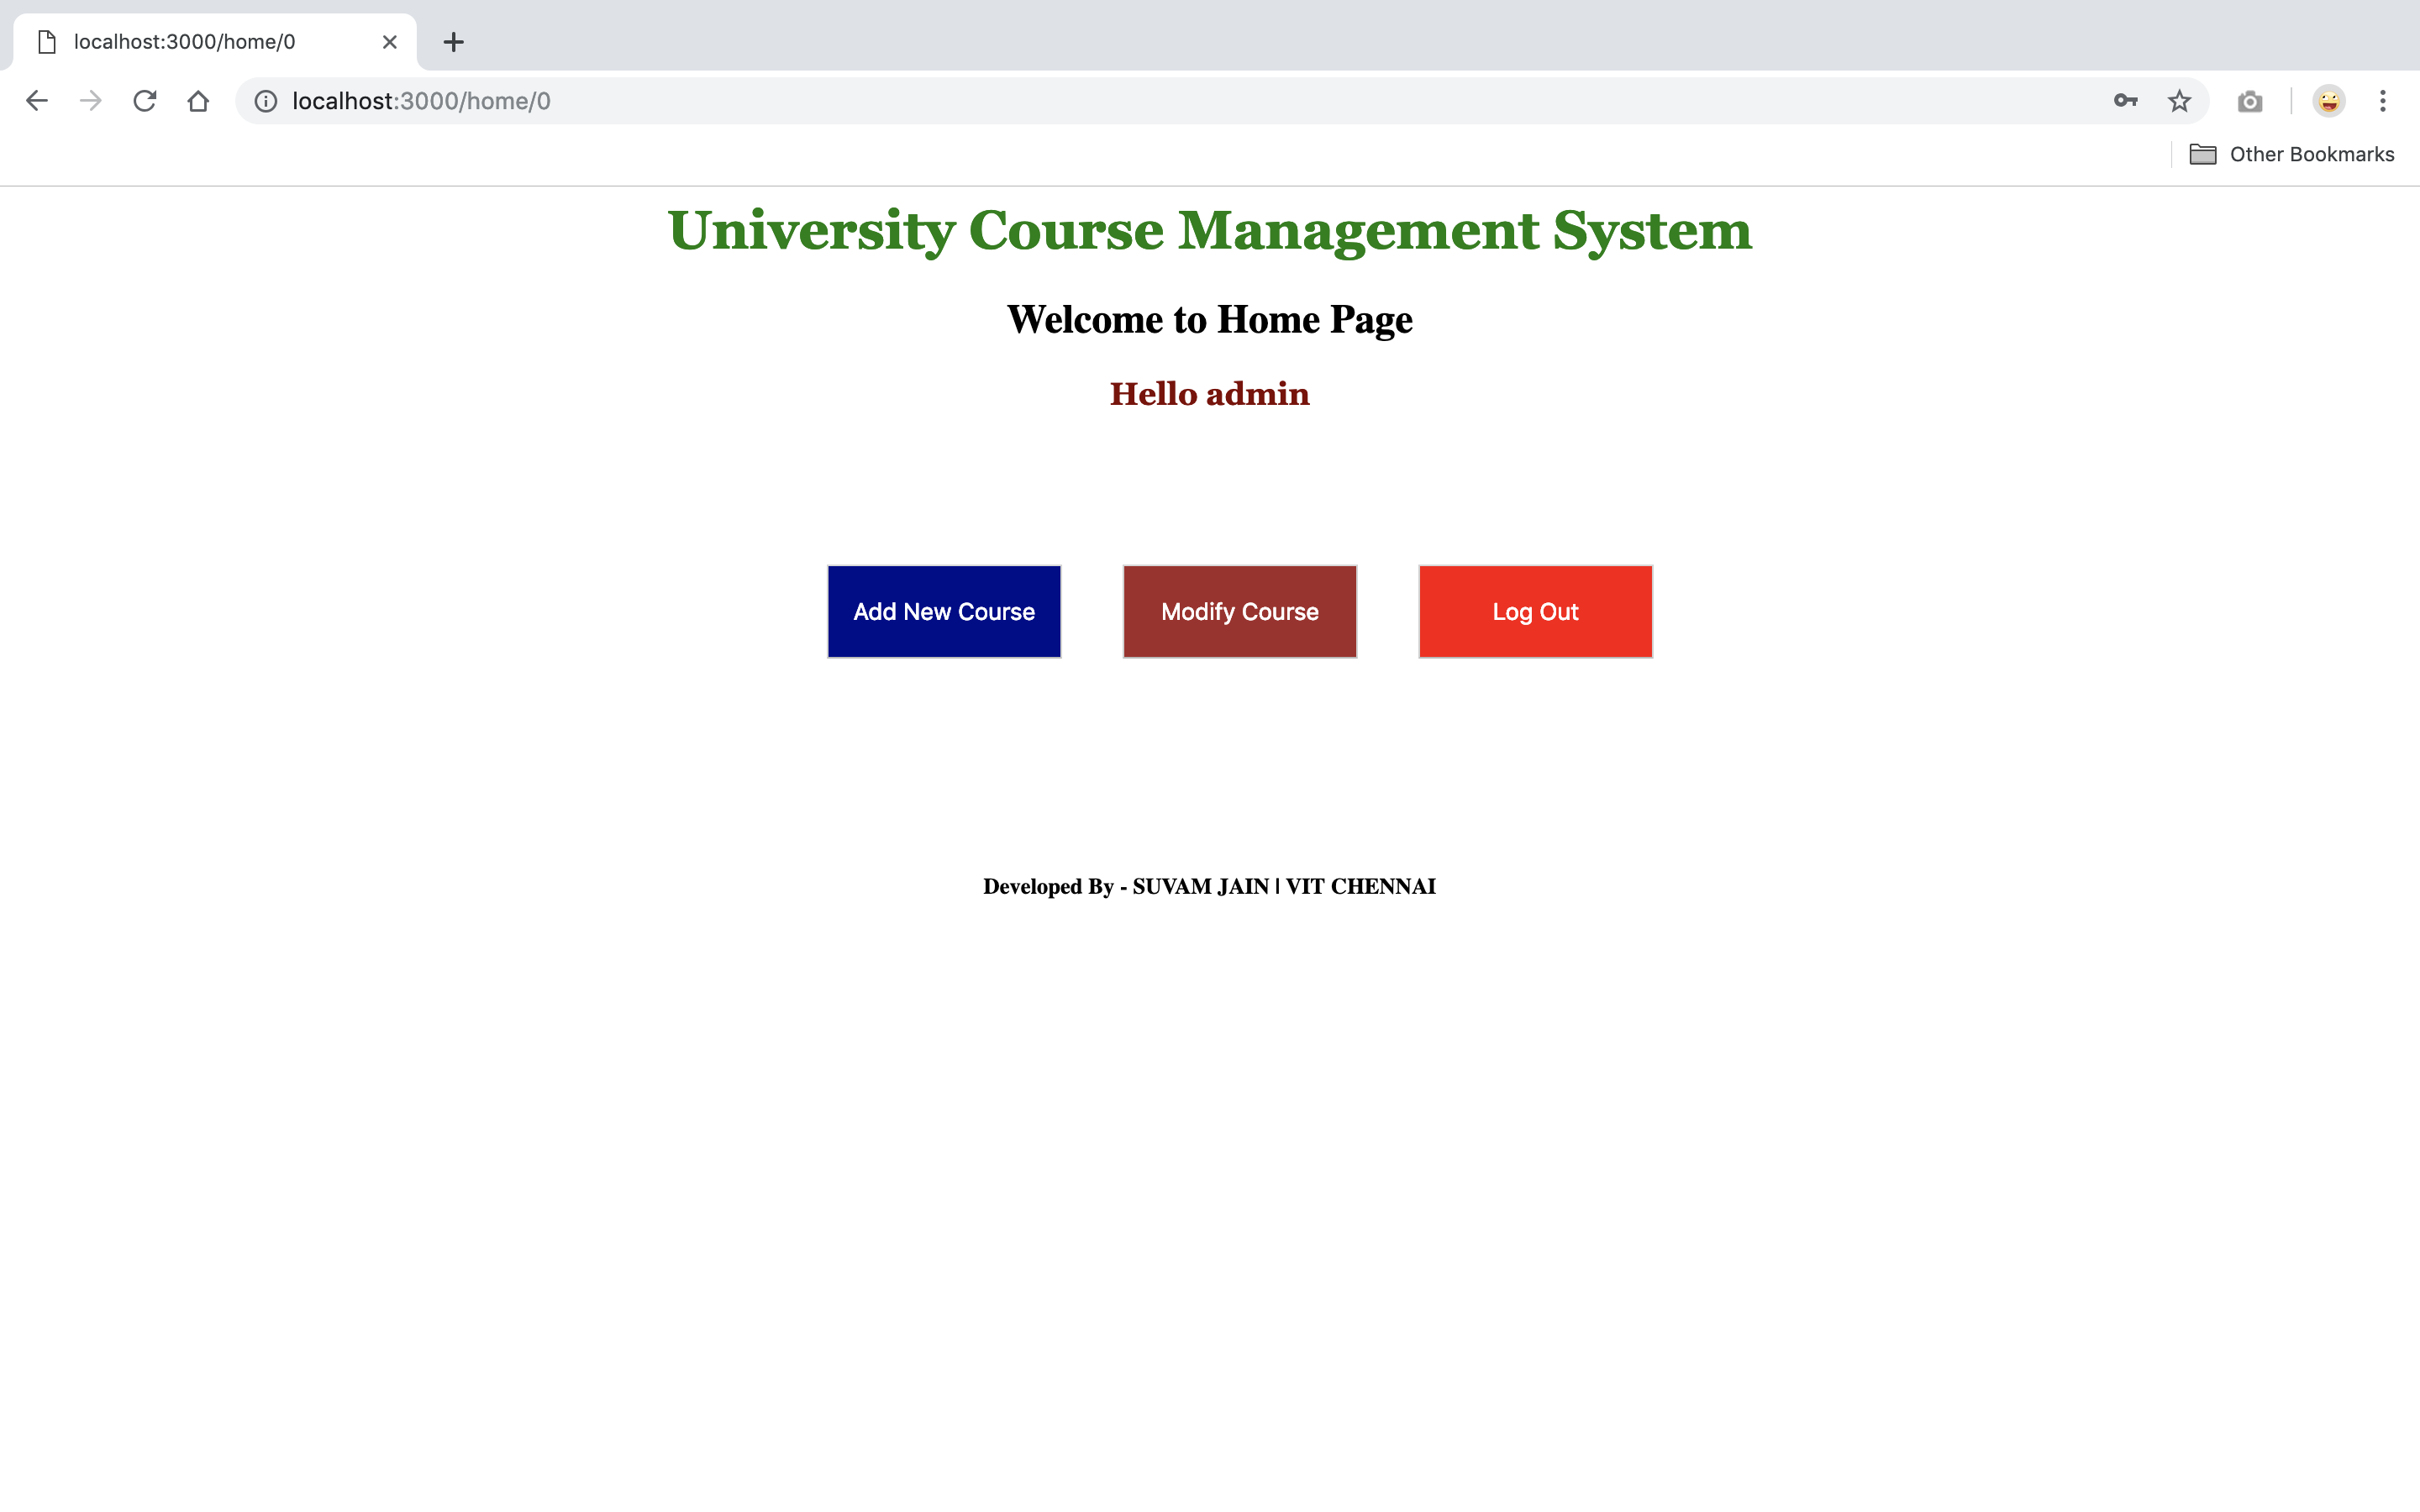 localhost:3000/home/0
localhost:3000/home/0
Other Bookmarks
University Course Management System
Welcome to Home Page
Hello admin
Add New Course Modify Course Log Out
Developed By - SUVAM JAIN | VIT CHENNAI